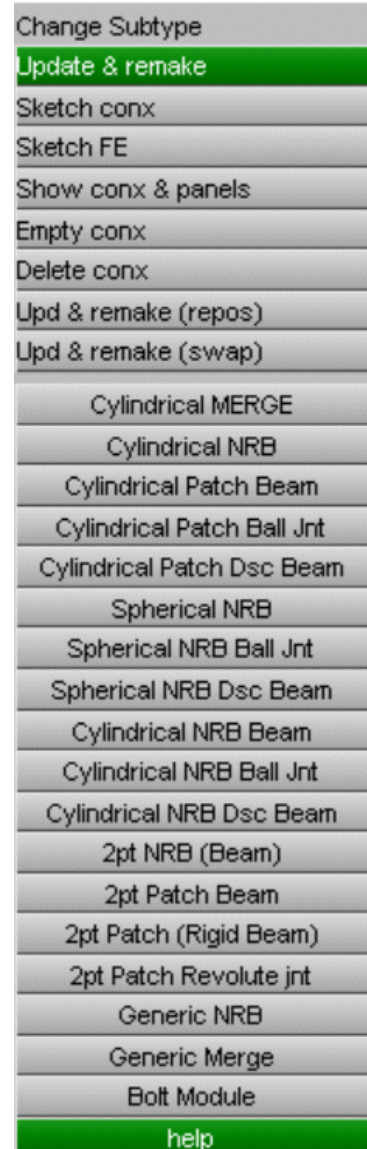 Change Subtype
Update & remake
Sketch conx
Sketch FE
Show conx & panels
Empty conx
Delete conx
Upd & remake (repos)
Upd & remake (swap)
Cylindrical MERGE
Cylindrical NRB
Cylindrical Patch Beam
Cylindrical Patch Ball Jnt
Cylindrical Patch Dsc Beam
Spherical NRB
Spherical NRB Ball Jnt
Spherical NRB Dsc Beam
Cylindrical NRB Beam
Cylindrical NRB Ball Jnt
Cylindrical NRB Dsc Beam
2pt NRB (Beam)
2pt Patch Beam
2pt Patch (Rigid Beam)
2pt Patch Revolute jnt
Generic NRB
Generic Merge
Bolt Module
help